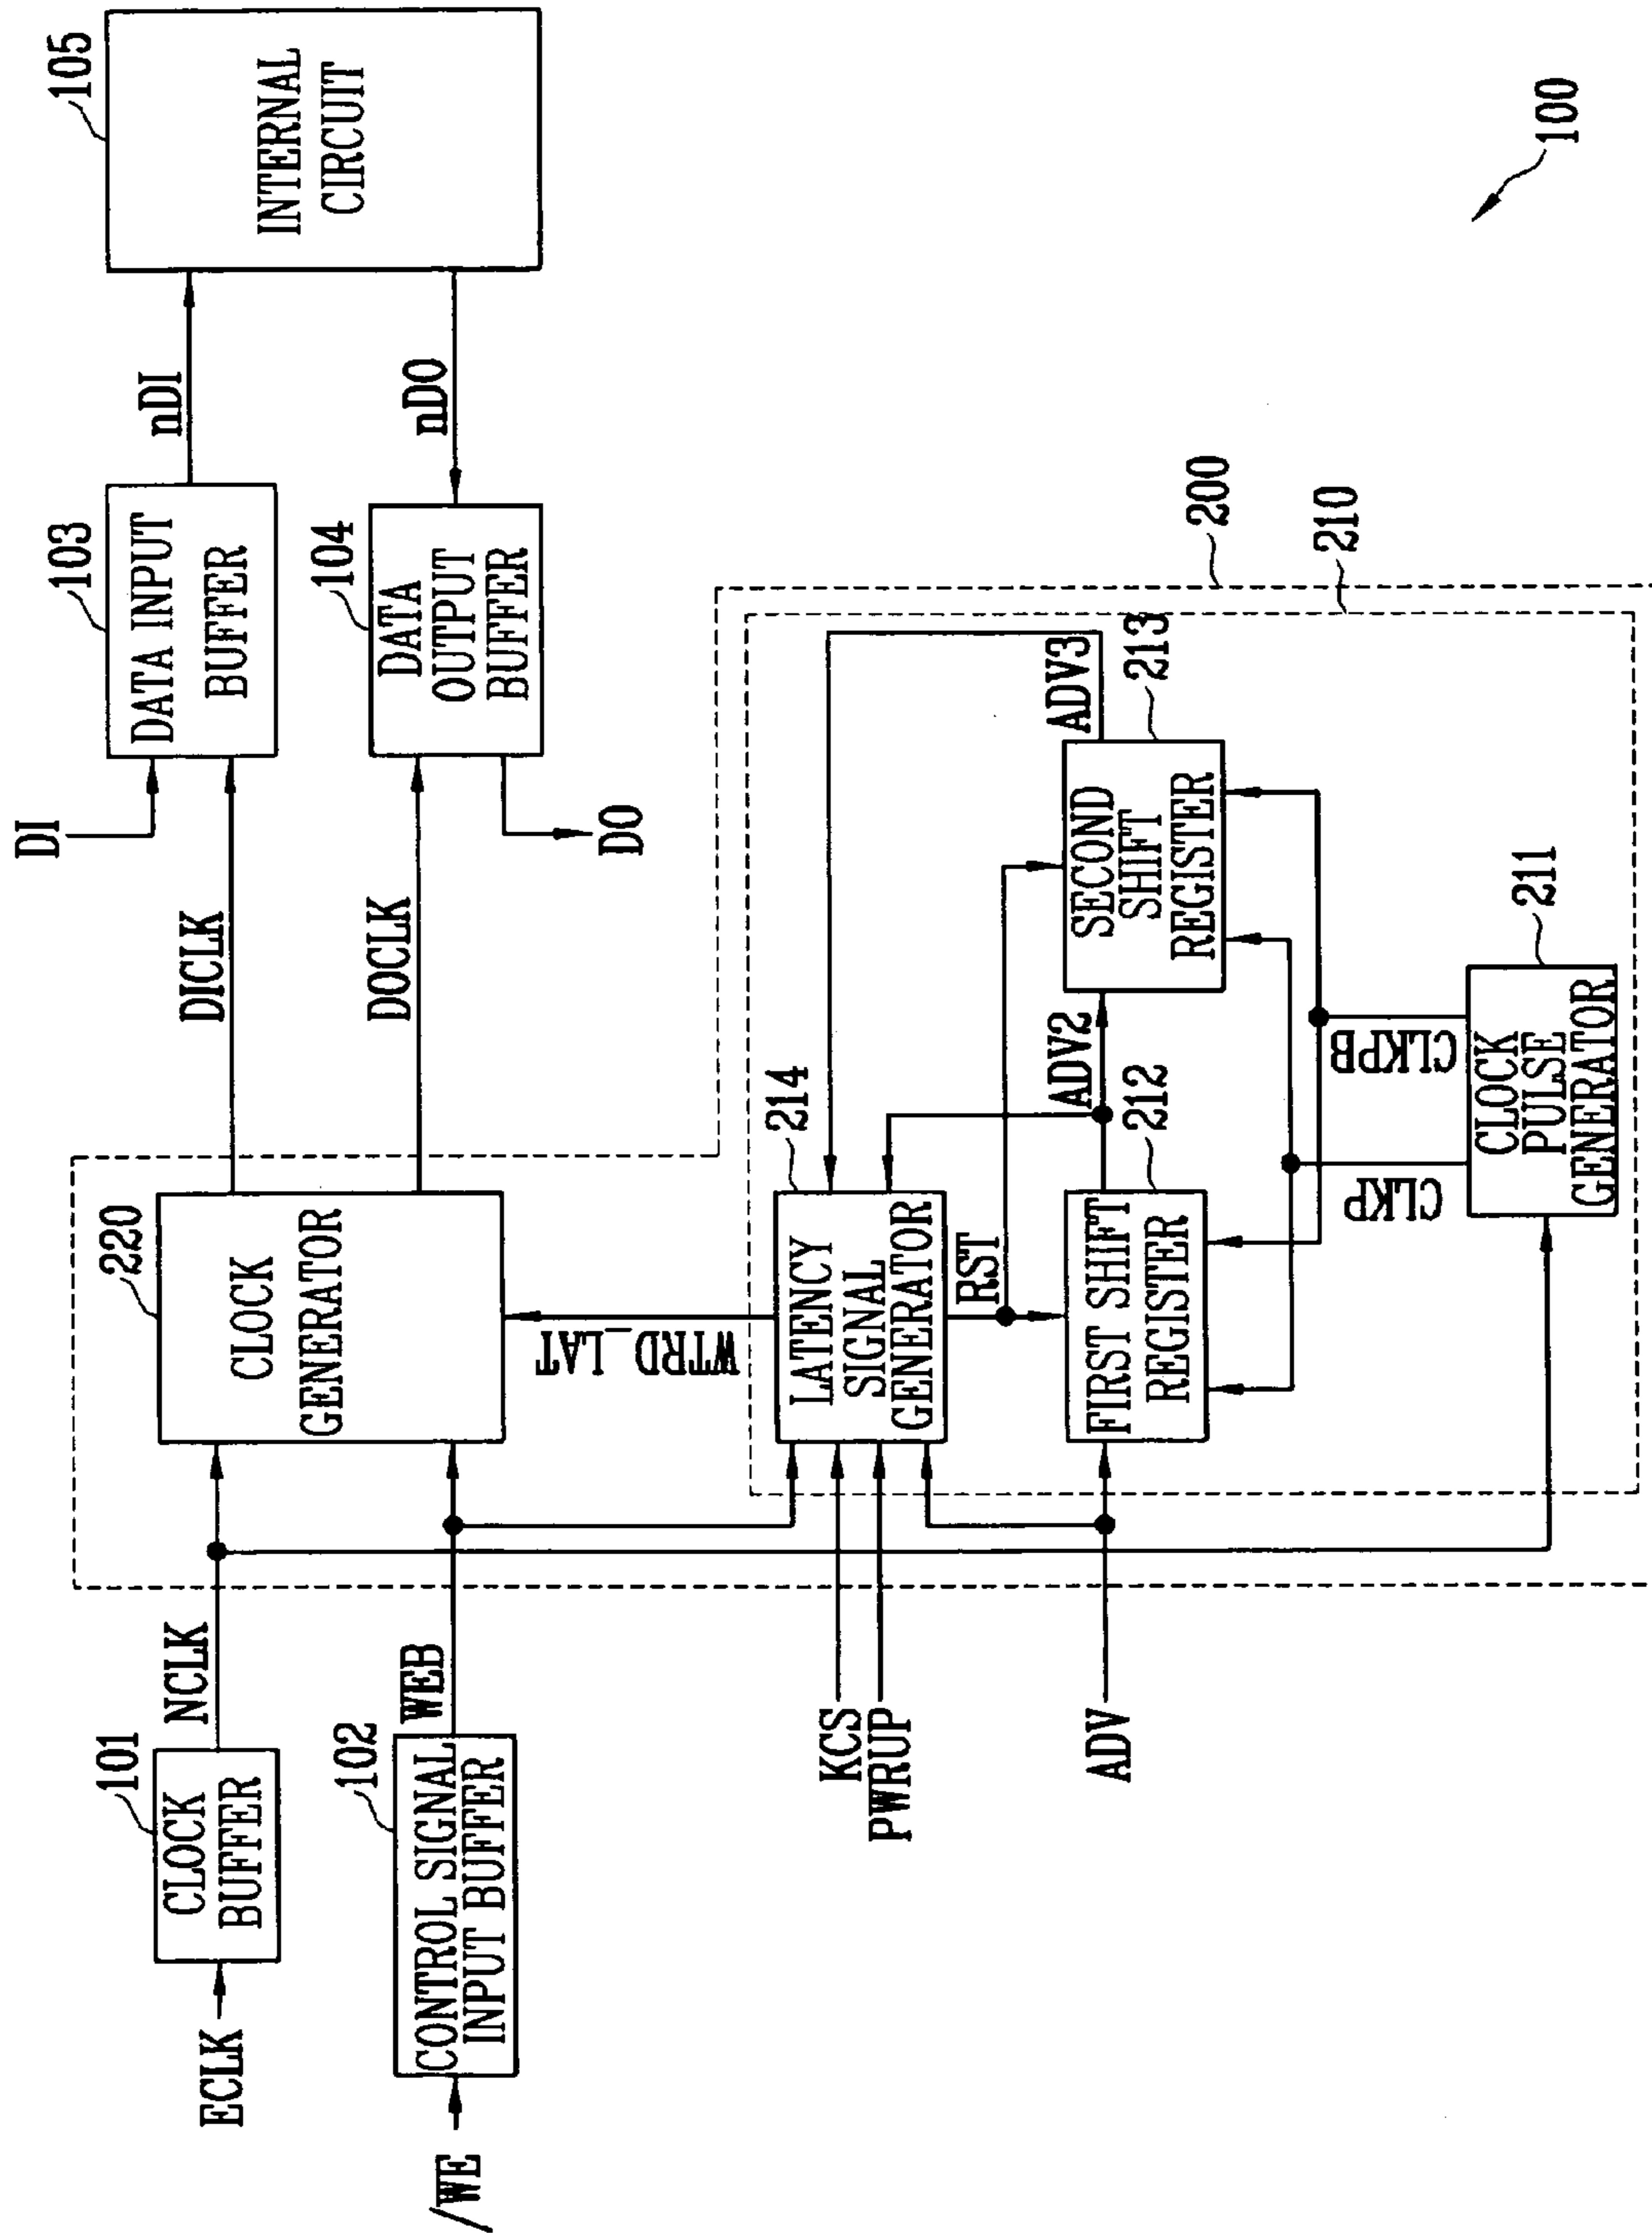 100
ECLK
101
CLOCK
BUFFER
NCLK
/WE
102
CONTROL SIGNAL
INPUT BUFFER
WEB
220
CLOCK
GENERATOR
DICLK
DOCLK
DI
103
DATA INPUT
BUFFER
nDI
104
DATA
OUTPUT
BUFFER
nDO
DO
105
INTERNAL
CIRCUIT
WTRD_LAT
200
210
KCS
PWRUP
ADV
214
LATENCY
SIGNAL
GENERATOR
RST
212
FIRST SHIFT
REGISTER
ADV2
213
SECOND
SHIFT
REGISTER
ADV3
CLKP
CLKPB
211
CLOCK
PULSE
GENERATOR